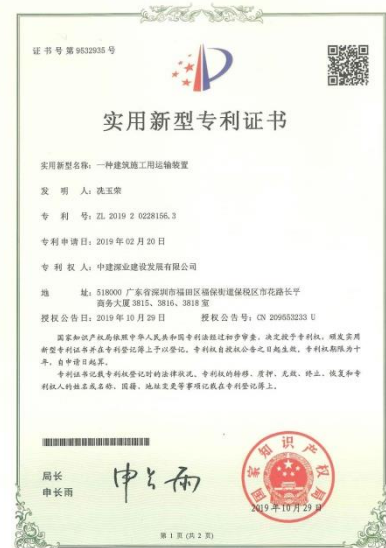 证书号第9532935号
实用新型专利证书
实用新型名称：一种建筑施工用运输装置
发 明 人：冼玉荣
专 利 号：ZL 2019 2 0228156.3
专利申请日：2019年02月20日
专 利 权 人：中建深业建设发展有限公司
地 址：518000 广东省深圳市福田区福保街道保税区市花路长平
商务大厦3815、3816、3818室
授权公告日：2019年10月29日 授权公告号：CN 209553233 U
国家知识产权局依照中华人民共和国专利法经过初步审查，决定授予专利权，颁发实用
新型专利证书并在专利登记簿上予以登记。专利权自授权公告之日起生效。专利权期限为十
年，自申请日起算。
专利证书记载专利权登记时的法律状况。专利权的转移、质押、无效、终止、恢复和专
利权人的姓名或名称、国籍、地址变更等事项记载在专利登记簿上。
局长
申长雨
申长雨
国家知识产权局
2019年10月29日
第 1 页 (共 2 页)